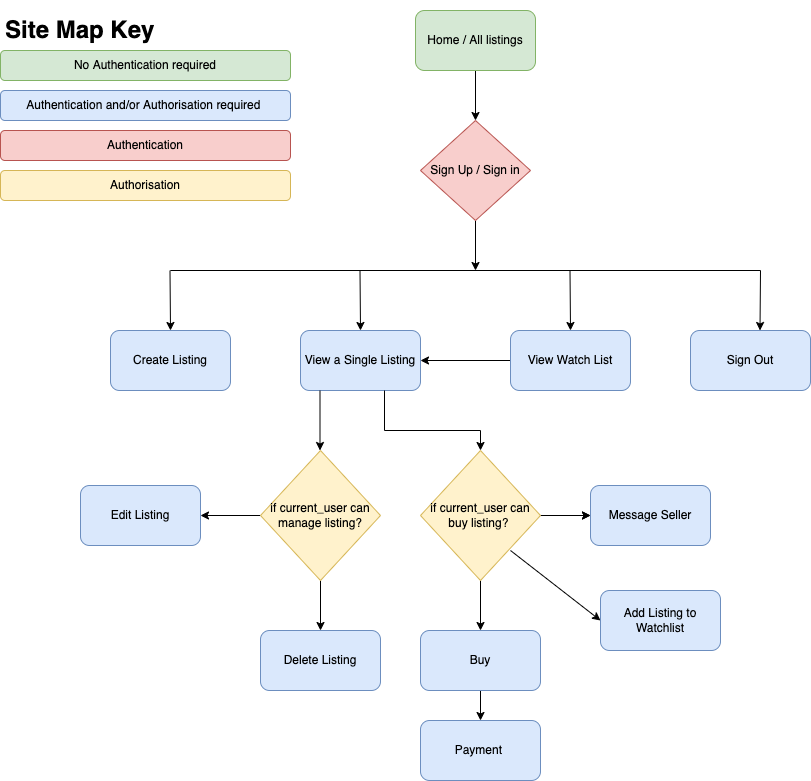 Site Map Key
No Authentication required
Authentication and/or Authorisation required
Authentication
Authorisation
Home / All listings
Sign Up / Sign in
Create Listing
View a Single Listing
View Watch List
Sign Out
Edit Listing
if current_user can
manage listing?
if current_user can
buy listing?
Message Seller
Add Listing to
Watchlist
Delete Listing
Buy
Payment